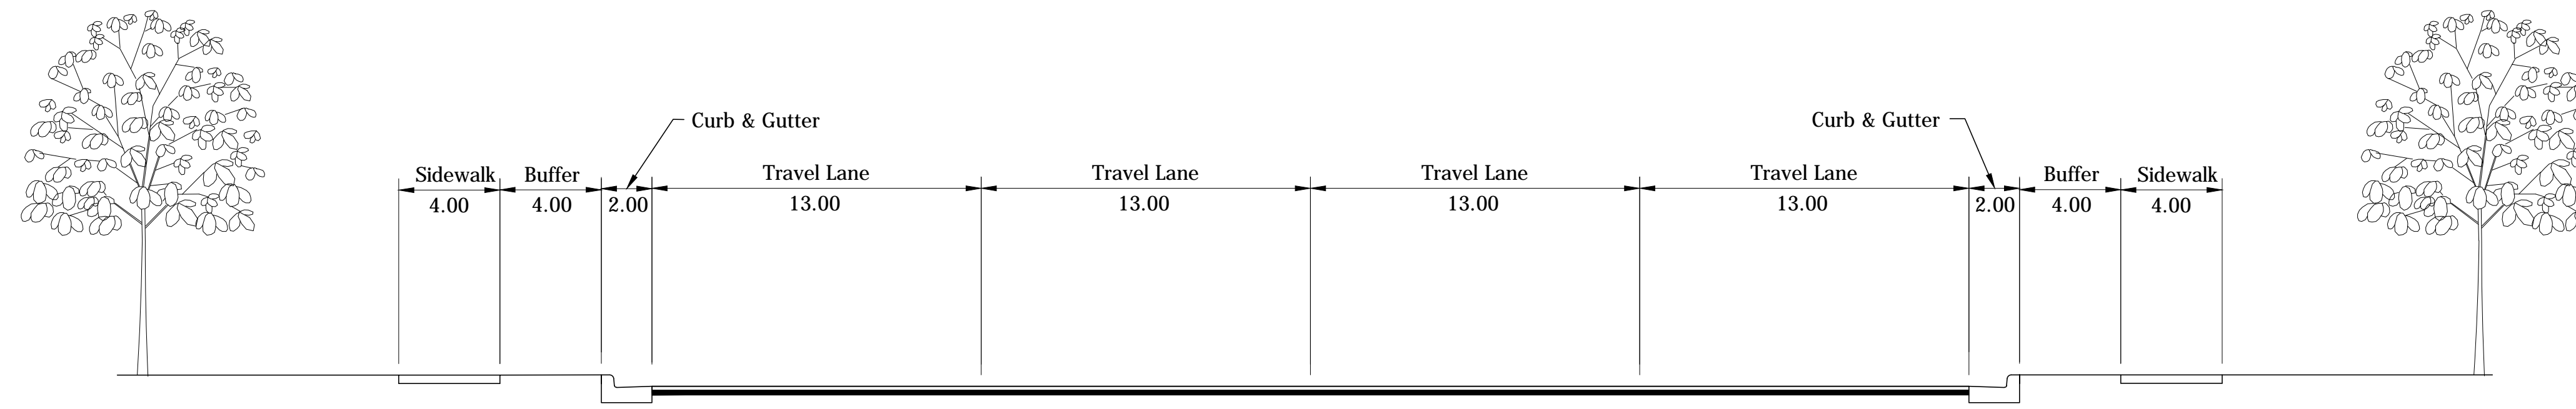 Curb & Gutter
Curb & Gutter
Sidewalk Buffer Travel Lane Travel Lane Travel Lane Travel Lane Buffer Sidewalk
4.00 4.00 2.00 13.00 13.00 13.00 13.00 2.00 4.00 4.00